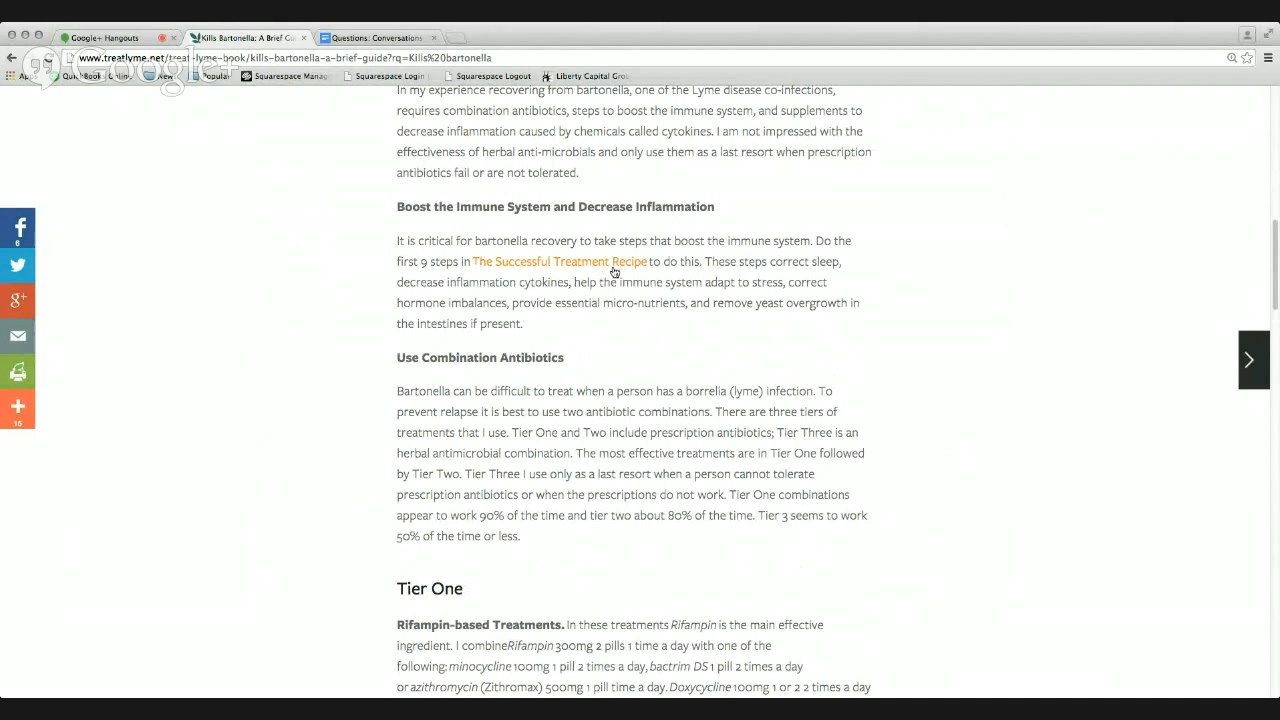 Google+ Hangouts
Kills Bartonella: A Brief Gui
Questions: Conversations
www.treatlyme.net/treat-lyme-book/kills-bartonella-a-brief-guide?rq=Kills%20bartonella
Google+
Apps
QuickBook
Online
New
Popular
Squarespace Manag
Squarespace Login
Squarespace Logout
Liberty Capital Grou
In my experience recovering from bartonella, one of the Lyme disease co-infections,
requires combination antibiotics, steps to boost the immune system, and supplements to
decrease inflammation caused by chemicals called cytokines. I am not impressed with the
effectiveness of herbal anti-microbials and only use them as a last resort when prescription
antibiotics fail or are not tolerated.
Boost the Immune System and Decrease Inflammation
It is critical for bartonella recovery to take steps that boost the immune system. Do the
first 9 steps in The Successful Treatment Recipe to do this. These steps correct sleep,
decrease inflammation cytokines, help the immune system adapt to stress, correct
hormone imbalances, provide essential micro-nutrients, and remove yeast overgrowth in
the intestines if present.
Use Combination Antibiotics
Bartonella can be difficult to treat when a person has a borrelia (lyme) infection. To
prevent relapse it is best to use two antibiotic combinations. There are three tiers of
treatments that I use. Tier One and Two include prescription antibiotics; Tier Three is an
herbal antimicrobial combination. The most effective treatments are in Tier One followed
by Tier Two. Tier Three I use only as a last resort when a person cannot tolerate
prescription antibiotics or when the prescriptions do not work. Tier One combinations
appear to work 90% of the time and tier two about 80% of the time. Tier 3 seems to work
50% of the time or less.
Tier One
Rifampin-based Treatments. In these treatments Rifampin is the main effective
ingredient. I combineRifampin 300mg 2 pills 1 time a day with one of the
following: minocycline 100mg 1 pill 2 times a day, bactrim DS 1 pill 2 times a day
or azithromycin (Zithromax) 500mg 1 pill time a day. Doxycycline 100mg 1 or 2 2 times a day
6
g+
15